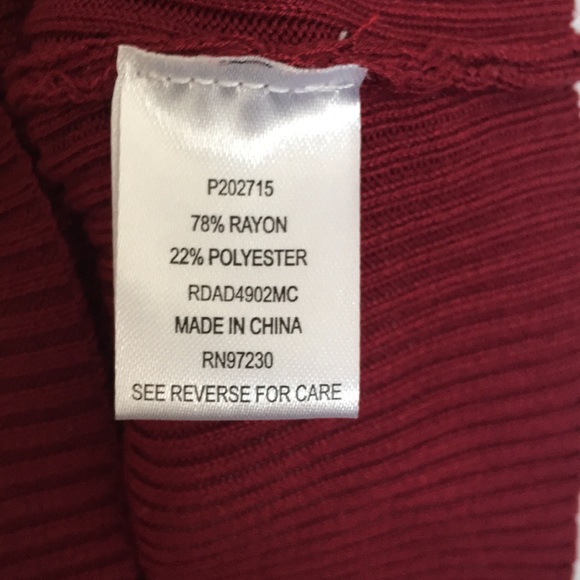 P202715
78% RAYON
22% POLYESTER
RDAD4902MC
MADE IN CHINA
RN97230
SEE REVERSE FOR CARE